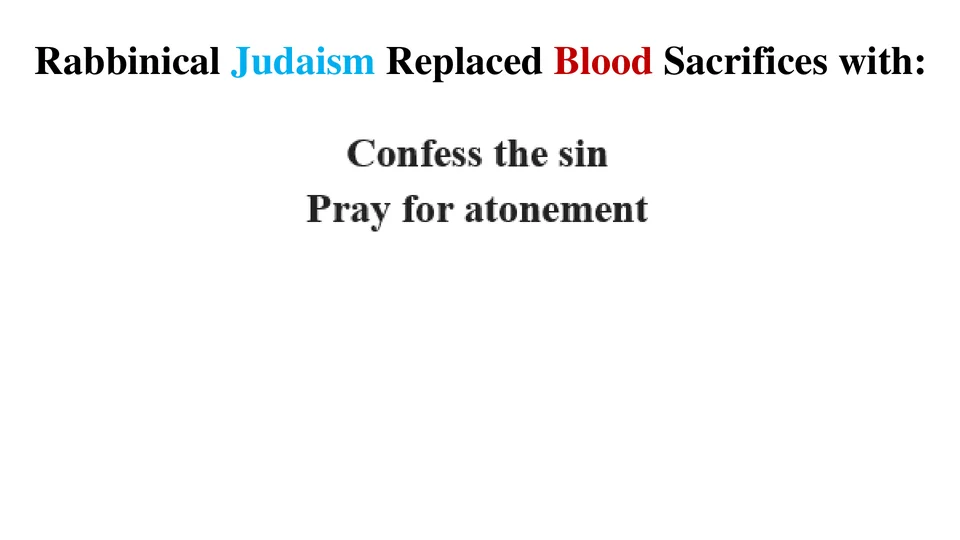 Rabbinical Judaism Replaced Blood Sacrifices with:
Confess the sin
Pray for atonement